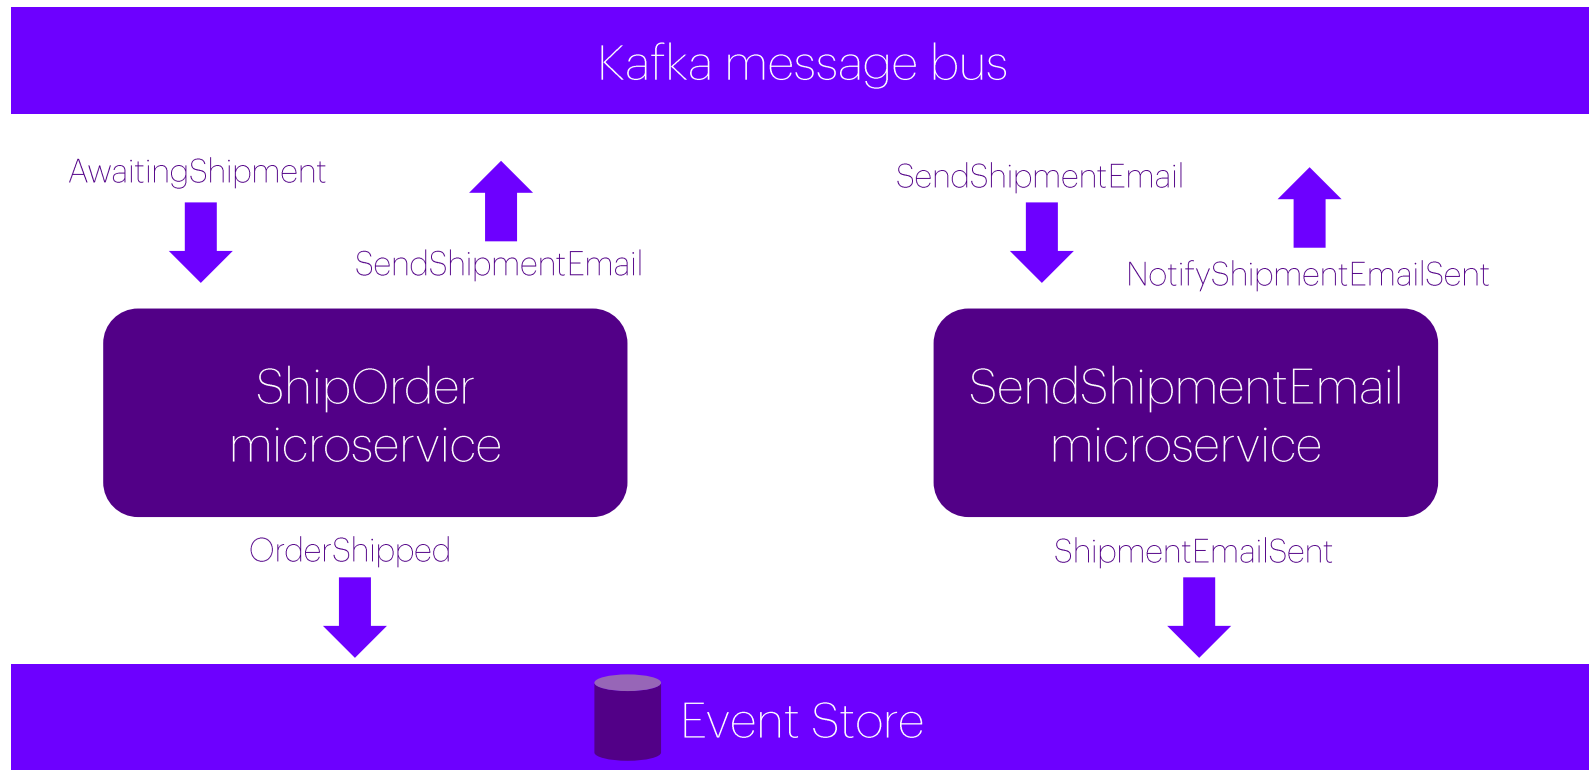 Kafka message bus
AwaitingShipment
SendShipmentEmail
SendShipmentEmail
NotifyShipmentEmailSent
ShipOrder
microservice
SendShipmentEmail
microservice
OrderShipped
ShipmentEmailSent
Event Store